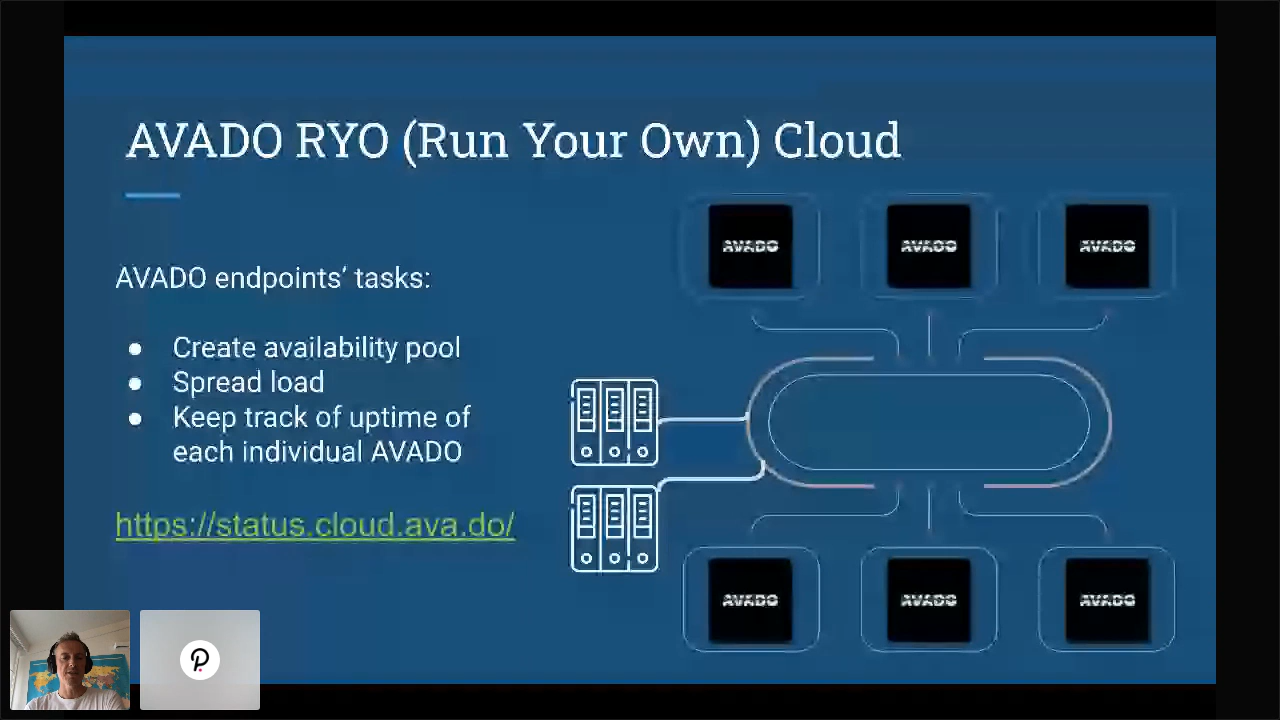 AVADO RYO (Run Your Own) Cloud
AVADO endpoints‘ tasks:
● Create availability pool
● Spread load
● Keep track of uptime of
each individual AVADO
https://status.cloud.ava.do/
AVADO AVADO AVADO
AVADO AVADO AVADO